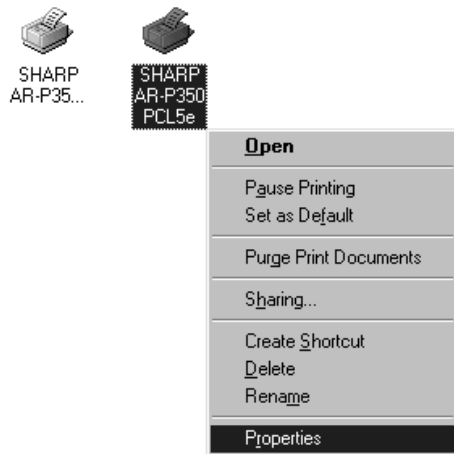 SHARP
AR-P35...
SHARP
AR-P350
PCL5e
Open
Pause Printing
Set as Default
Purge Print Documents
Sharing...
Create Shortcut
Delete
Rename
Properties